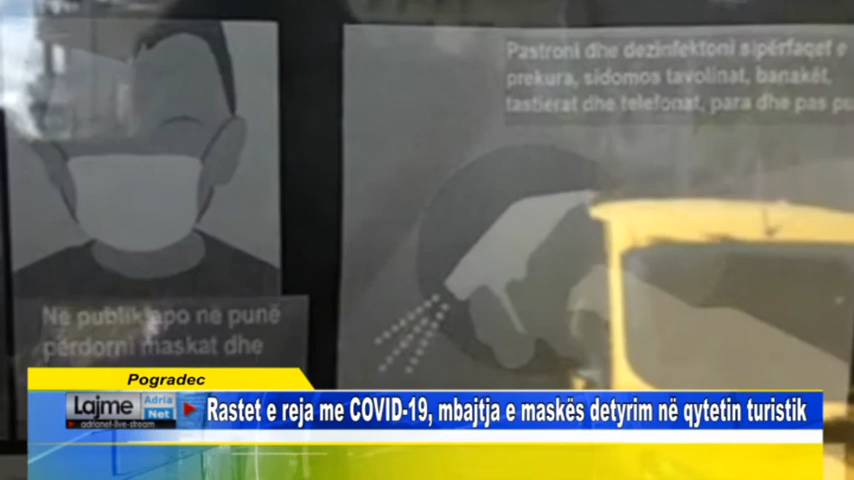 Pastroni dhe dezinfektoni sipërfaqet e
prekura, sidomos tavolinat, banakët,
tastierat dhe telefonat, para dhe pas pu
Në publik apo në punë
përdorni maskat dhe
Pogradec
Lajme Adria Net
adrianet-live-stream
Rastet e reja me COVID-19, mbajtja e maskës detyrim në qytetin turistik